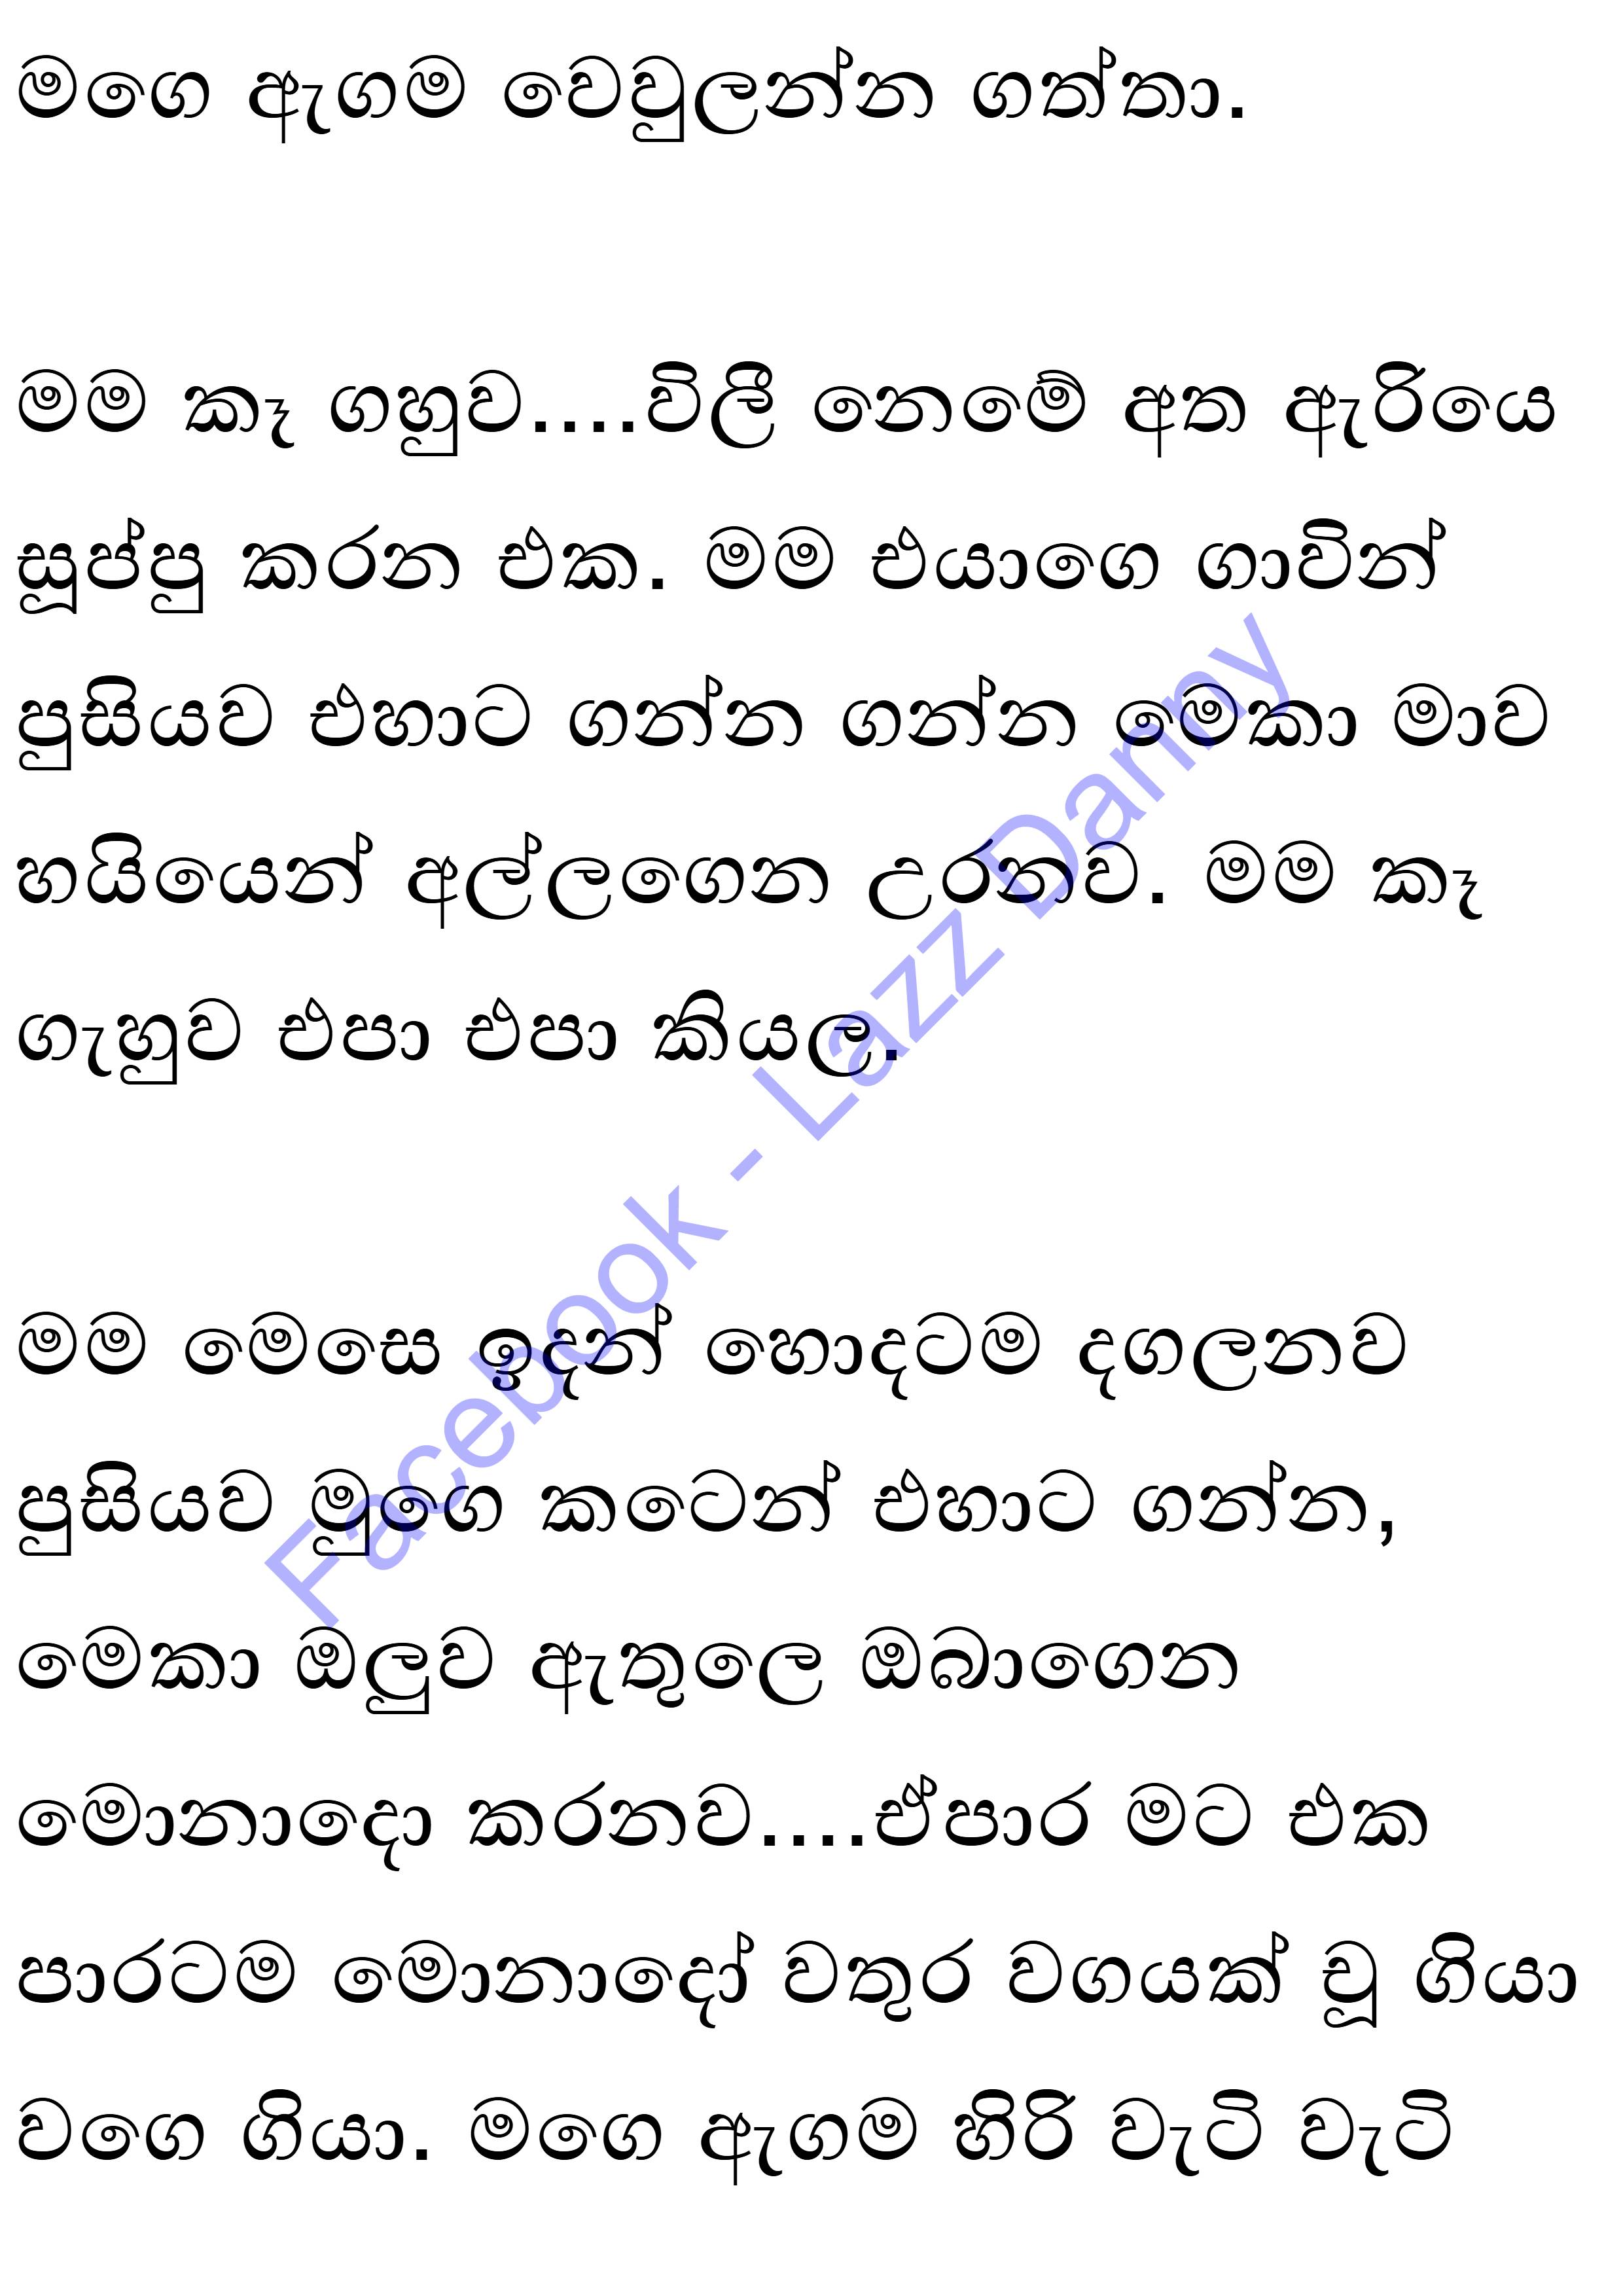 මගෙ ඇගම වෙවුලන්න ගත්තා.
මම කෑ ගහුව....විලී නෙමේ අත ඇරියෙ
සූප්පු කරන එක. මම එයාගෙ ගාවින්
පුසියව එහාට ගන්න ගන්න මෙකා මාව
හයියෙන් අල්ලගෙන උරනව. මම කෑ
ගැහුව එපා එපා කියල.
මම මෙසෙ ඉදන් හොදටම දගලනව
පුසියව මුගෙ කටෙන් එහාට ගන්න,
මෙකා ඔලුව ඇතුලෙ ඔබාගෙන
මොනාදො කරනව....ඒපාර මට එක
පාරටම මොනාදෝ වතුර වගයක් චූ ගියා
වගෙ ගියා. මගෙ ඇගම හිරි වැටි වැටි
Facebook - Lazz Danny